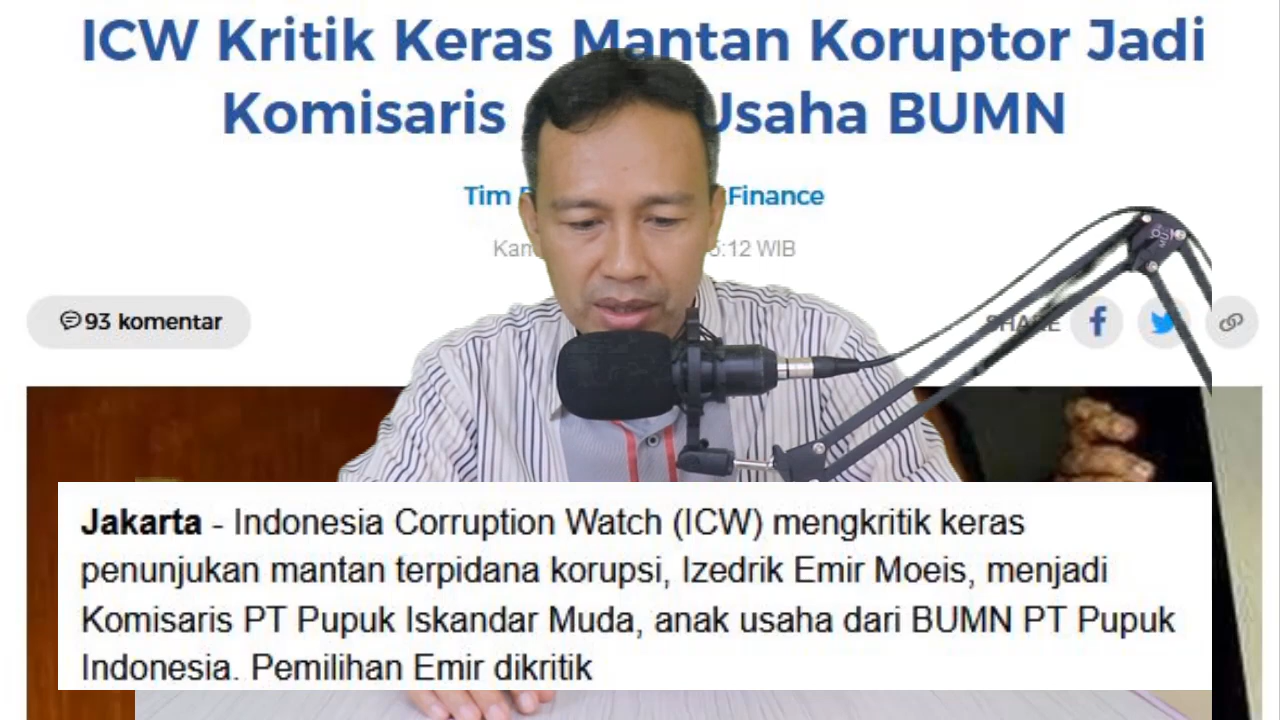 ICW Kritik Keras Mantan Koruptor Jadi
Komisaris Usaha BUMN
Tim Finance
:12 WIB
93 komentar
SHARE
Jakarta - Indonesia Corruption Watch (ICW) mengkritik keras
penunjukan mantan terpidana korupsi, Izedrik Emir Moeis, menjadi
Komisaris PT Pupuk Iskandar Muda, anak usaha dari BUMN PT Pupuk
Indonesia. Pemilihan Emir dikritik